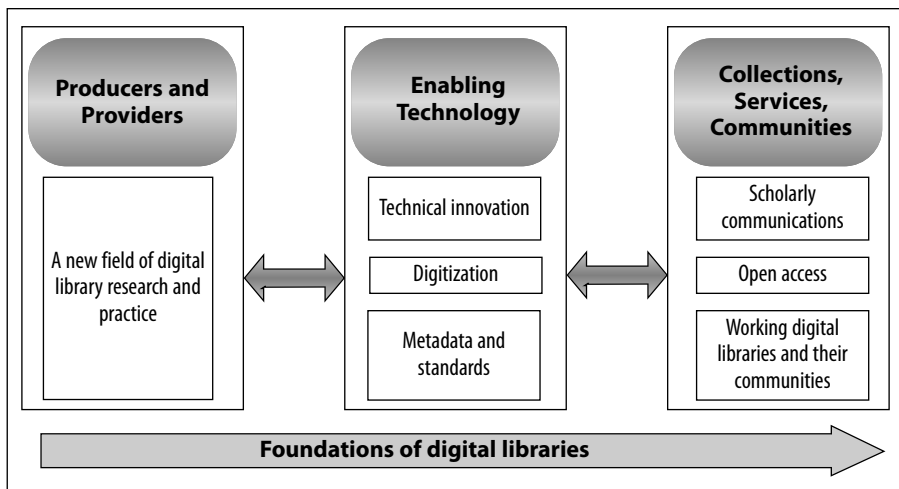 Producers and
Providers
A new field of digital
library research and
practice
Enabling
Technology
Technical innovation
Digitization
Metadata and
standards
Collections,
Services,
Communities
Scholarly
communications
Open access
Working digital
libraries and their
communities
Foundations of digital libraries